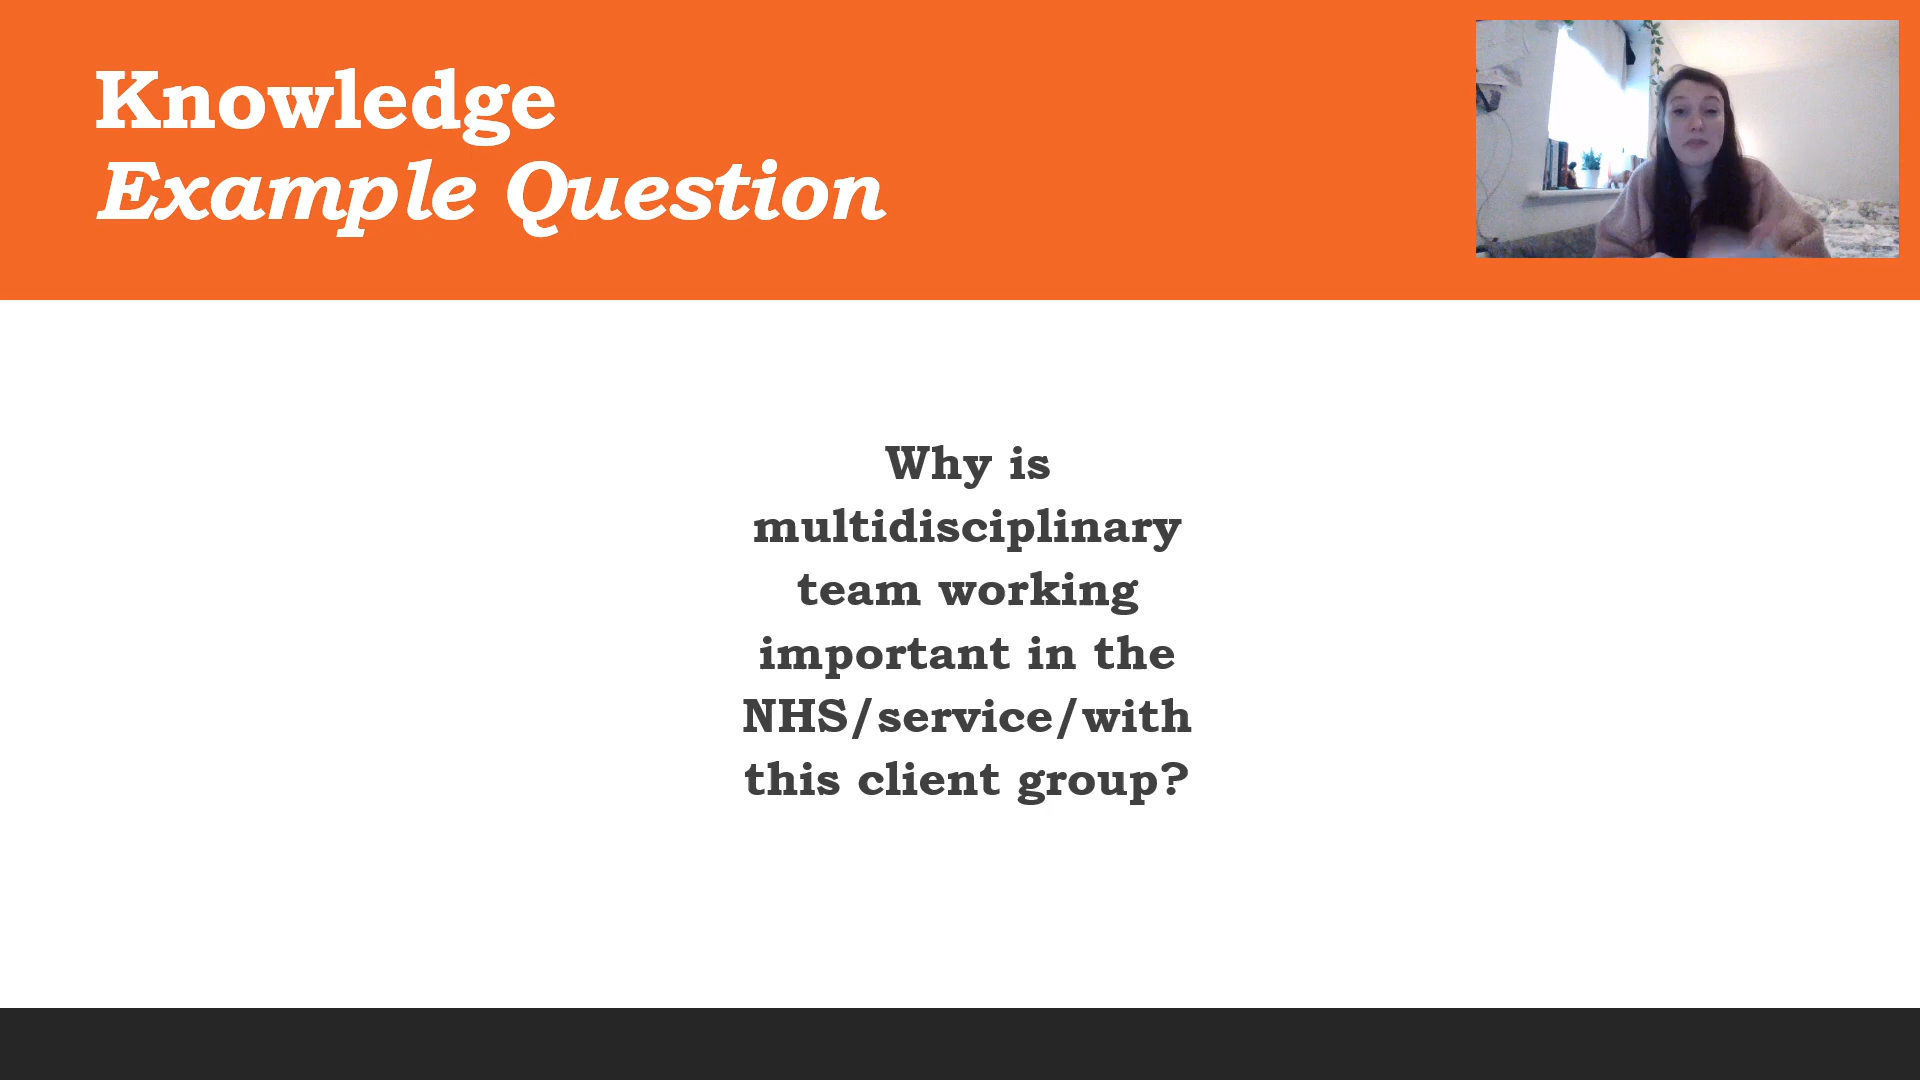 Knowledge
Example Question
Why is
multidisciplinary
team working
important in the
NHS/service/with
this client group?